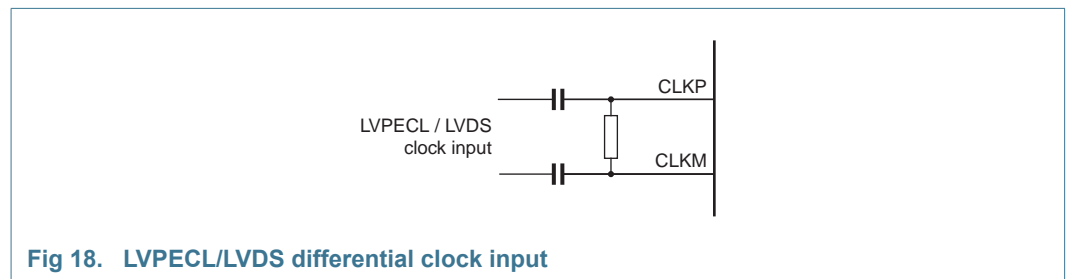 CLKP
LVPECL / LVDS
clock input
CLKM
Fig 18. LVPECL/LVDS differential clock input